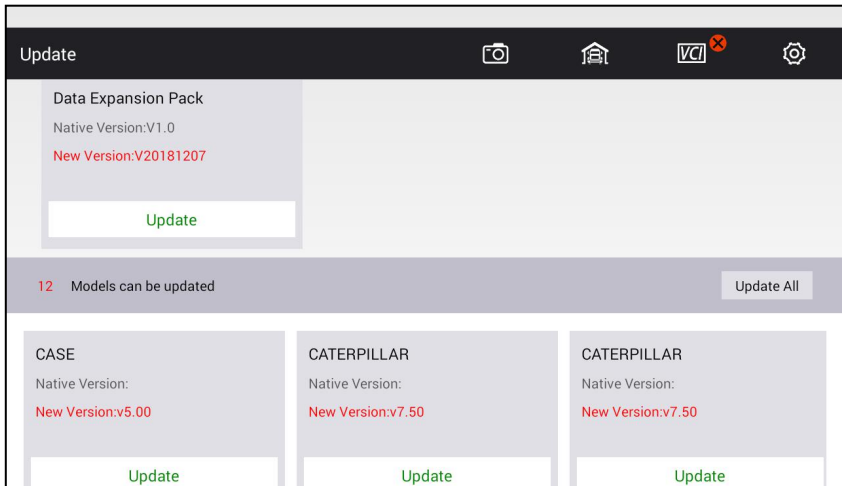 Update
VCI
Data Expansion Pack
Native Version:V1.0
New Version:V20181207
Update
12 Models can be updated
Update All
CASE
Native Version:
New Version:v5.00
Update
CATERPILLAR
Native Version:
New Version:v7.50
Update
CATERPILLAR
Native Version:
New Version:v7.50
Update